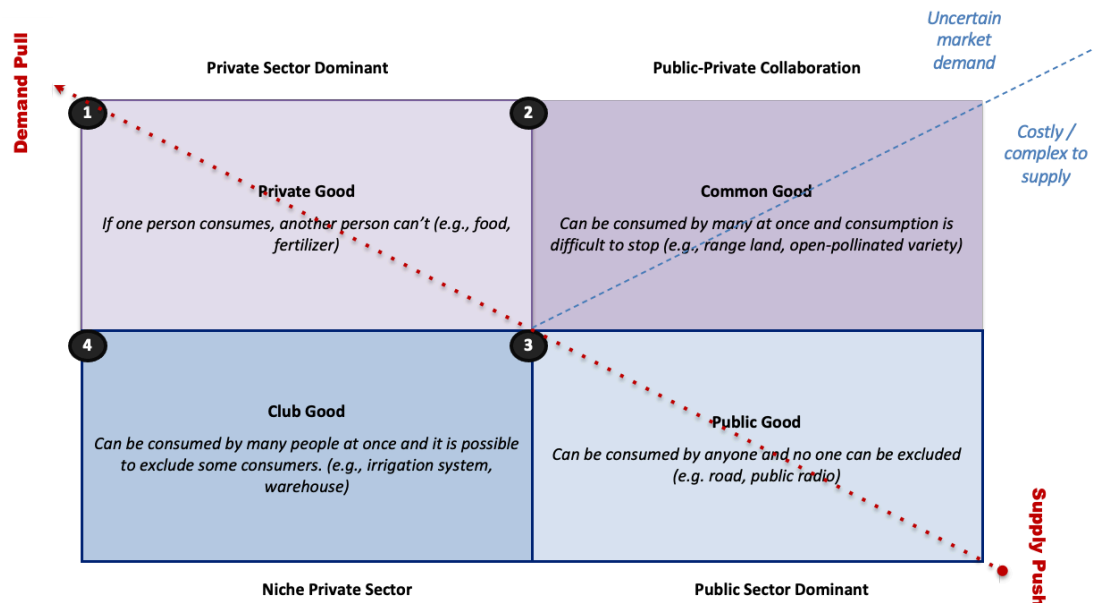 Uncertain
market
demand
Demand Pull
Private Sector Dominant
Public-Private Collaboration
1
2
Costly /
complex to
supply
Private Good
If one person consumes, another person can’t (e.g., food,
fertilizer)
Common Good
Can be consumed by many at once and consumption is
difficult to stop (e.g., range land, open-pollinated variety)
4
3
Club Good
Can be consumed by many people at once and it is possible
to exclude some consumers. (e.g., irrigation system,
warehouse)
Public Good
Can be consumed by anyone and no one can be excluded
(e.g. road, public radio)
Supply Push
Niche Private Sector
Public Sector Dominant